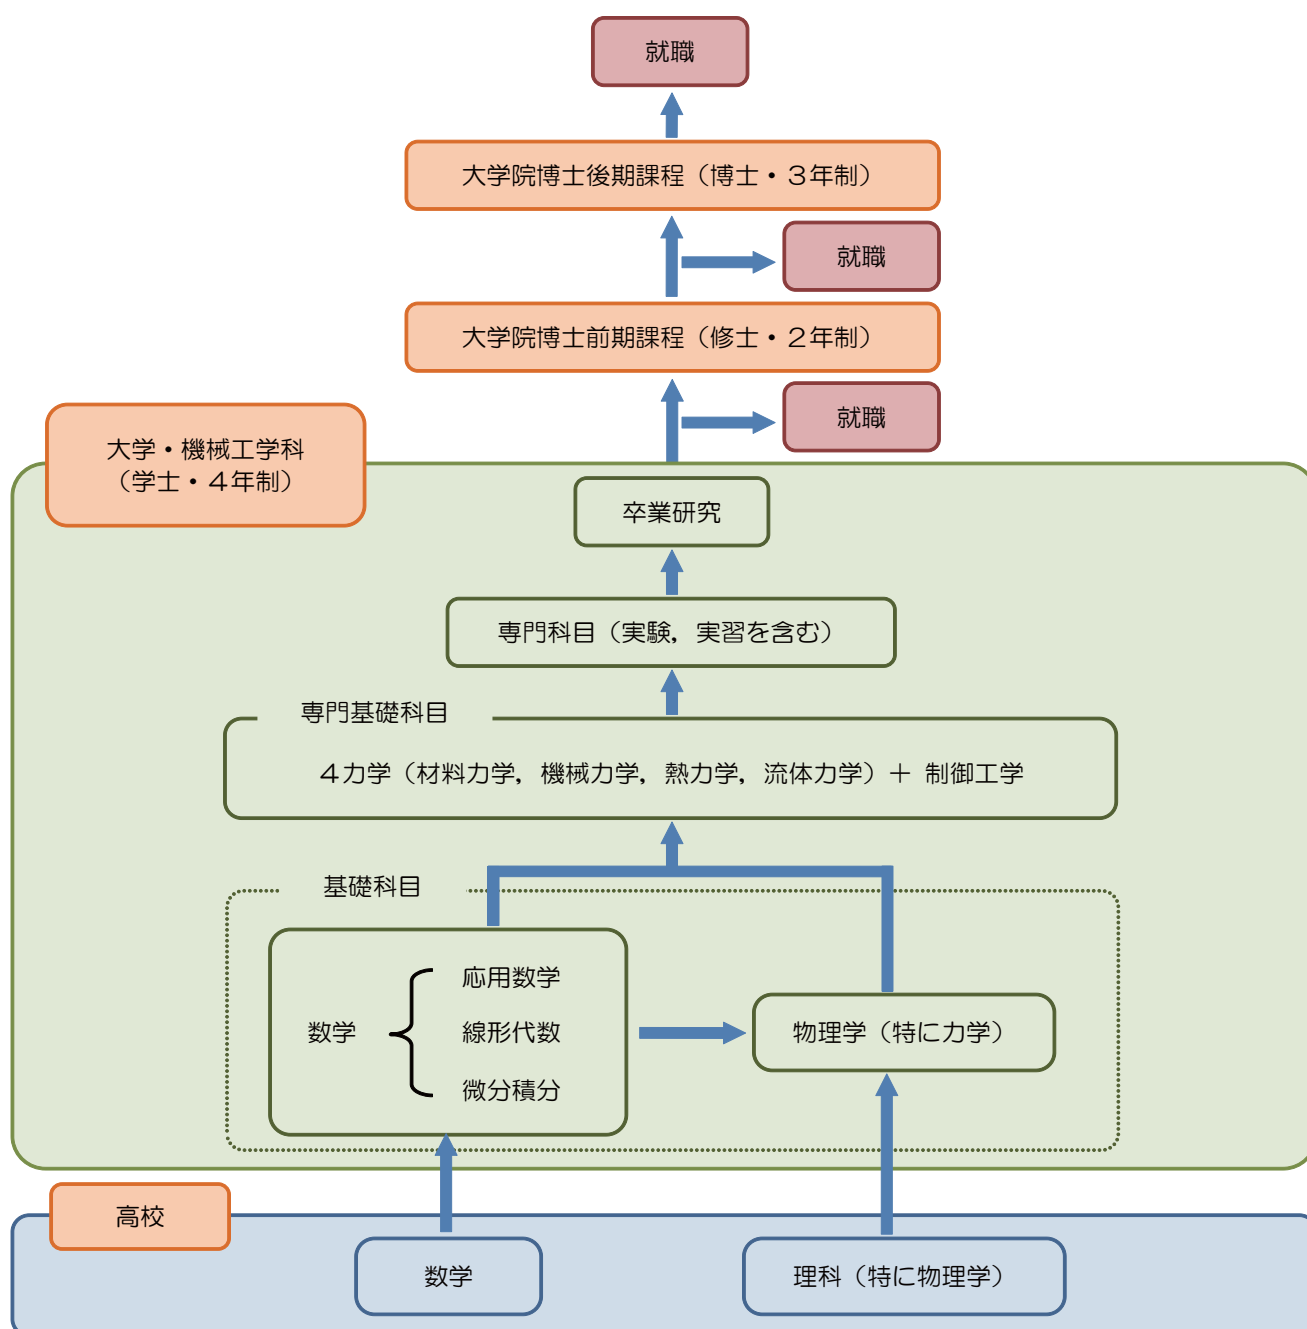 就職
大学院博士後期課程（博士・３年制）
就職
大学院博士前期課程（修士・２年制）
就職
大学・機械工学科
（学士・４年制）
卒業研究
専門科目（実験，実習を含む）
専門基礎科目
４力学（材料力学，機械力学，熱力学，流体力学）＋ 制御工学
基礎科目
応用数学
数学
線形代数
微分積分
物理学（特に力学）
高校
数学
理科（特に物理学）